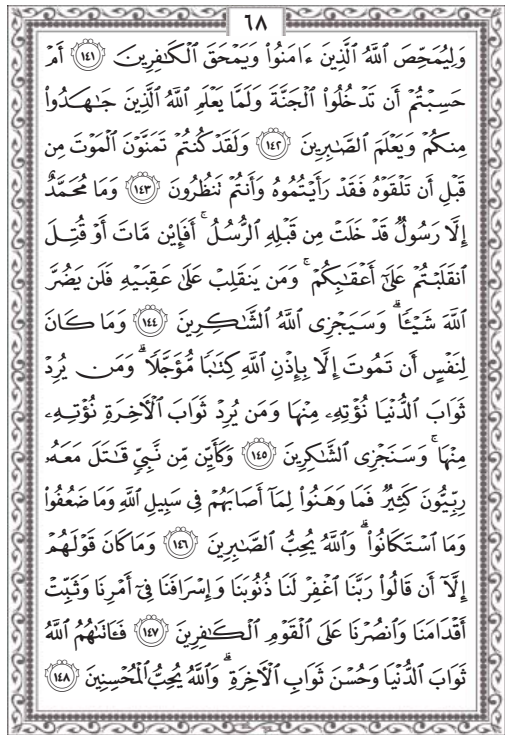 ٦٨
وَلِيُمَحِّصَ ٱللَّهُ ٱلَّذِينَ ءَامَنُوا۟ وَيَمْحَقَ ٱلْكَـٰفِرِينَ ١٤١ أَمْ
حَسِبْتُمْ أَن تَدْخُلُوا۟ ٱلْجَنَّةَ وَلَمَّا يَعْلَمِ ٱللَّهُ ٱلَّذِينَ جَـٰهَدُوا۟
مِنكُمْ وَيَعْلَمَ ٱلصَّـٰبِرِينَ ١٤٢ وَلَقَدْ كُنتُمْ تَمَنَّوْنَ ٱلْمَوْتَ مِن
قَبْلِ أَن تَلْقَوْهُ فَقَدْ رَأَيْتُمُوهُ وَأَنتُمْ تَنظُرُونَ ١٤٣ وَمَا مُحَمَّدٌ
إِلَّا رَسُولٌ قَدْ خَلَتْ مِن قَبْلِهِ ٱلرُّسُلُ ۚ أَفَإِي۟ن مَّاتَ أَوْ قُتِلَ
ٱنقَلَبْتُمْ عَلَىٰٓ أَعْقَـٰبِكُمْ ۚ وَمَن يَنقَلِبْ عَلَىٰ عَقِبَيْهِ فَلَن يَضُرَّ
ٱللَّهَ شَيْـًٔا ۗ وَسَيَجْزِى ٱللَّهُ ٱلشَّـٰكِرِينَ ١٤٤ وَمَا كَانَ
لِنَفْسٍ أَن تَمُوتَ إِلَّا بِإِذْنِ ٱللَّهِ كِتَـٰبًا مُّؤَجَّلًا ۗ وَمَن يُرِدْ
ثَوَابَ ٱلدُّنْيَا نُؤْتِهِۦ مِنْهَا وَمَن يُرِدْ ثَوَابَ ٱلْـَٔاخِرَةِ نُؤْتِهِۦ
مِنْهَا ۚ وَسَنَجْزِى ٱلشَّـٰكِرِينَ ١٤٥ وَكَأَيِّن مِّن نَّبِىٍّ قَـٰتَلَ مَعَهُۥ
رِبِّيُّونَ كَثِيرٌ فَمَا وَهَنُوا۟ لِمَآ أَصَابَهُمْ فِى سَبِيلِ ٱللَّهِ وَمَا ضَعُفُوا۟
وَمَا ٱسْتَكَانُوا۟ ۗ وَٱللَّهُ يُحِبُّ ٱلصَّـٰبِرِينَ ١٤٦ وَمَا كَانَ قَوْلَهُمْ
إِلَّآ أَن قَالُوا۟ رَبَّنَا ٱغْفِرْ لَنَا ذُنُوبَنَا وَإِسْرَافَنَا فِىٓ أَمْرِنَا وَثَبِّتْ
أَقْدَامَنَا وَٱنصُرْنَا عَلَى ٱلْقَوْمِ ٱلْكَـٰفِرِينَ ١٤٧ فَـَٔاتَىٰهُمُ ٱللَّهُ
ثَوَابَ ٱلدُّنْيَا وَحُسْنَ ثَوَابِ ٱلْـَٔاخِرَةِ ۗ وَٱللَّهُ يُحِبُّ ٱلْمُحْسِنِينَ ١٤٨